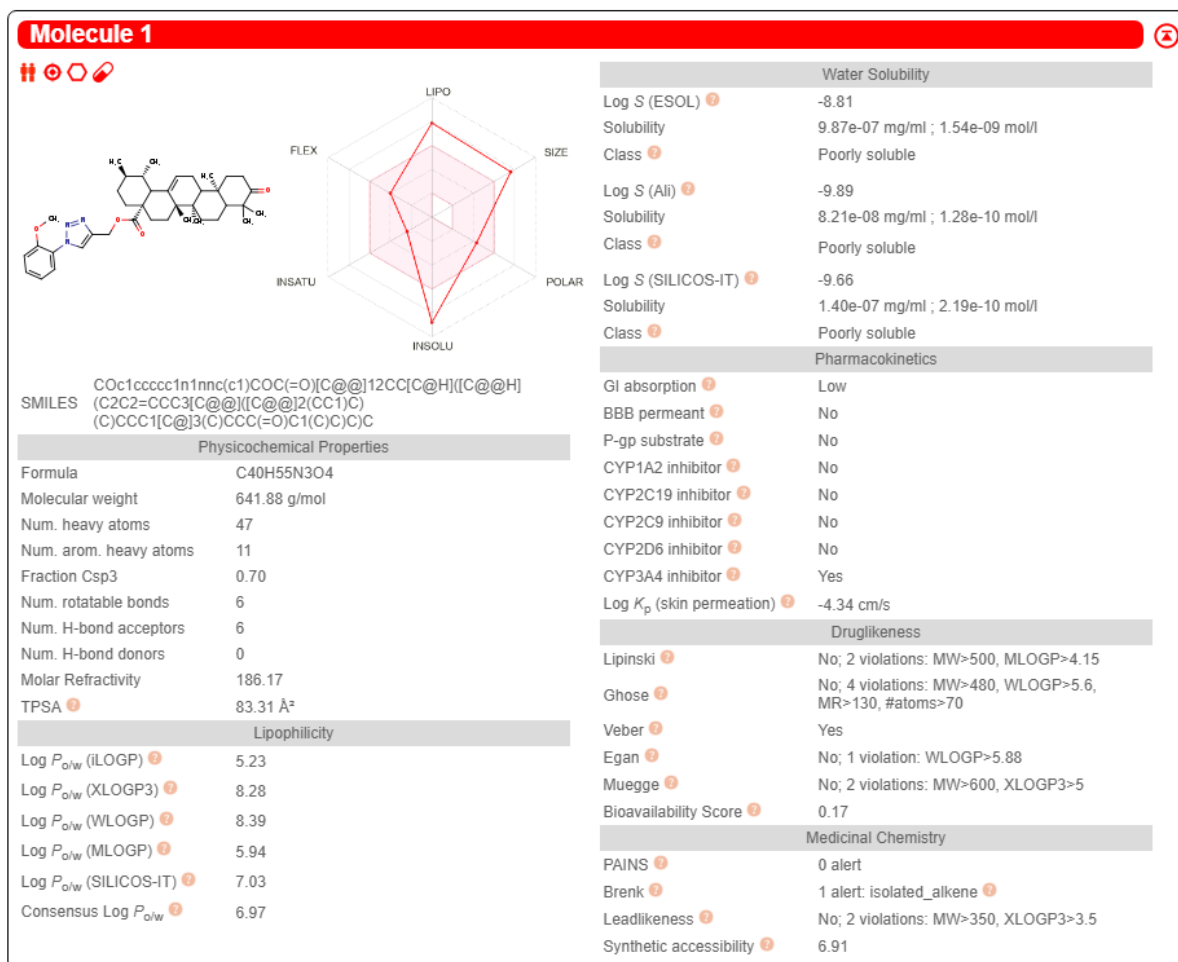 Molecule 1
LIPO
FLEX
SIZE
INSATU
POLAR
INSOLU
H₃C
CH₃
H₃C
O
CH₃
CH₃
CH₃
H₃C
CH₃
O
CH₃
N
N
N
O
O
SMILES COc1ccccc1n1nnc(c1)COC(=O)[C@@]12CC[C@H]([C@@H]
(C2C2=CCC3[C@@]([C@@]2(CC1)C)
(C)CCC1[C@]3(C)CCC(=O)C1(C)C)C)C
Physicochemical Properties
Formula C40H55N3O4
Molecular weight 641.88 g/mol
Num. heavy atoms 47
Num. arom. heavy atoms 11
Fraction Csp3 0.70
Num. rotatable bonds 6
Num. H-bond acceptors 6
Num. H-bond donors 0
Molar Refractivity 186.17
TPSA ? 83.31 Å²
Lipophilicity
Log Po/w (iLOGP) ? 5.23
Log Po/w (XLOGP3) ? 8.28
Log Po/w (WLOGP) ? 8.39
Log Po/w (MLOGP) ? 5.94
Log Po/w (SILICOS-IT) ? 7.03
Consensus Log Po/w ? 6.97
Water Solubility
Log S (ESOL) ? -8.81
Solubility 9.87e-07 mg/ml ; 1.54e-09 mol/l
Class ? Poorly soluble
Log S (Ali) ? -9.89
Solubility 8.21e-08 mg/ml ; 1.28e-10 mol/l
Class ? Poorly soluble
Log S (SILICOS-IT) ? -9.66
Solubility 1.40e-07 mg/ml ; 2.19e-10 mol/l
Class ? Poorly soluble
Pharmacokinetics
GI absorption ? Low
BBB permeant ? No
P-gp substrate ? No
CYP1A2 inhibitor ? No
CYP2C19 inhibitor ? No
CYP2C9 inhibitor ? No
CYP2D6 inhibitor ? No
CYP3A4 inhibitor ? Yes
Log Kp (skin permeation) ? -4.34 cm/s
Druglikeness
Lipinski ? No; 2 violations: MW>500, MLOGP>4.15
Ghose ? No; 4 violations: MW>480, WLOGP>5.6,
MR>130, #atoms>70
Veber ? Yes
Egan ? No; 1 violation: WLOGP>5.88
Muegge ? No; 2 violations: MW>600, XLOGP3>5
Bioavailability Score ? 0.17
Medicinal Chemistry
PAINS ? 0 alert
Brenk ? 1 alert: isolated_alkene ?
Leadlikeness ? No; 2 violations: MW>350, XLOGP3>3.5
Synthetic accessibility ? 6.91